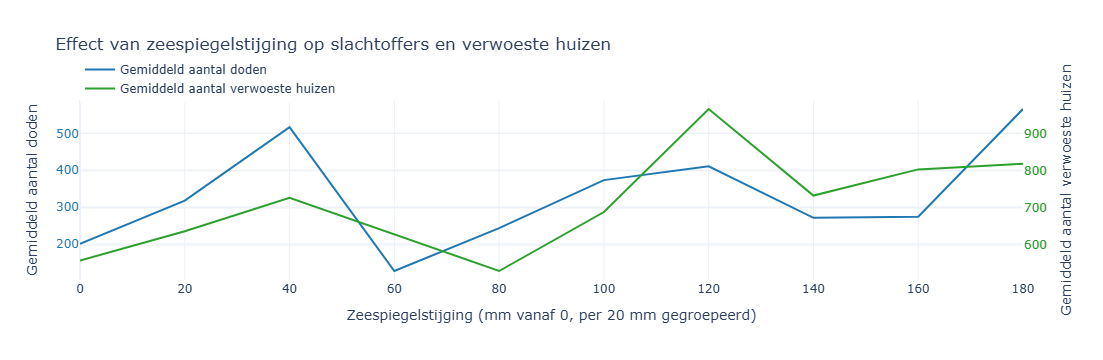 Effect van zeespiegelstijging op slachtoffers en verwoeste huizen
Gemiddeld aantal doden
Gemiddeld aantal verwoeste huizen
Gemiddeld aantal doden
500
400
300
200
900
800
700
600
Gemiddeld aantal verwoeste huizen
0 20 40 60 80 100 120 140 160 180
Zeespiegelstijging (mm vanaf 0, per 20 mm gegroepeerd)